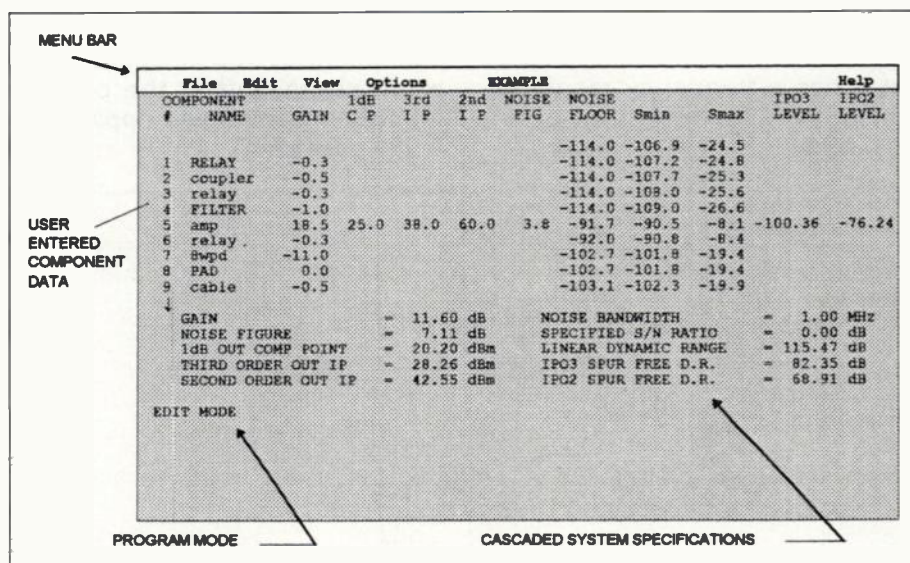 MENU BAR
File Edit View Options EXAMPLE Help
COMPONENT 1dB 3rd 2nd NOISE NOISE IPO3 IPO2
# NAME GAIN C P I P I P FIG FLOOR Smin Smax LEVEL LEVEL
-114.0 -106.9 -24.5
1 RELAY -0.3 -114.0 -107.2 -24.8
2 coupler -0.5 -114.0 -107.7 -25.3
3 relay -0.3 -114.0 -108.0 -25.6
4 FILTER -1.0 -114.0 -109.0 -26.6
5 amp 18.5 25.0 38.0 60.0 3.8 -91.7 -90.5 -8.1 -100.36 -76.24
6 relay -0.3 -92.0 -90.8 -8.4
7 8wpd -11.0 -102.7 -101.8 -19.4
8 PAD 0.0 -102.7 -101.8 -19.4
9 cable -0.5 -103.1 -102.3 -19.9
USER
ENTERED
COMPONENT
DATA
GAIN = 11.60 dB NOISE BANDWIDTH = 1.00 MHz
NOISE FIGURE = 7.11 dB SPECIFIED S/N RATIO = 0.00 dB
1dB OUT COMP POINT = 20.20 dBm LINEAR DYNAMIC RANGE = 115.47 dB
THIRD ORDER OUT IP = 28.26 dBm IPO3 SPUR FREE D.R. = 82.35 dB
SECOND ORDER OUT IP = 42.55 dBm IPO2 SPUR FREE D.R. = 68.91 dB
EDIT MODE
PROGRAM MODE
CASCADED SYSTEM SPECIFICATIONS